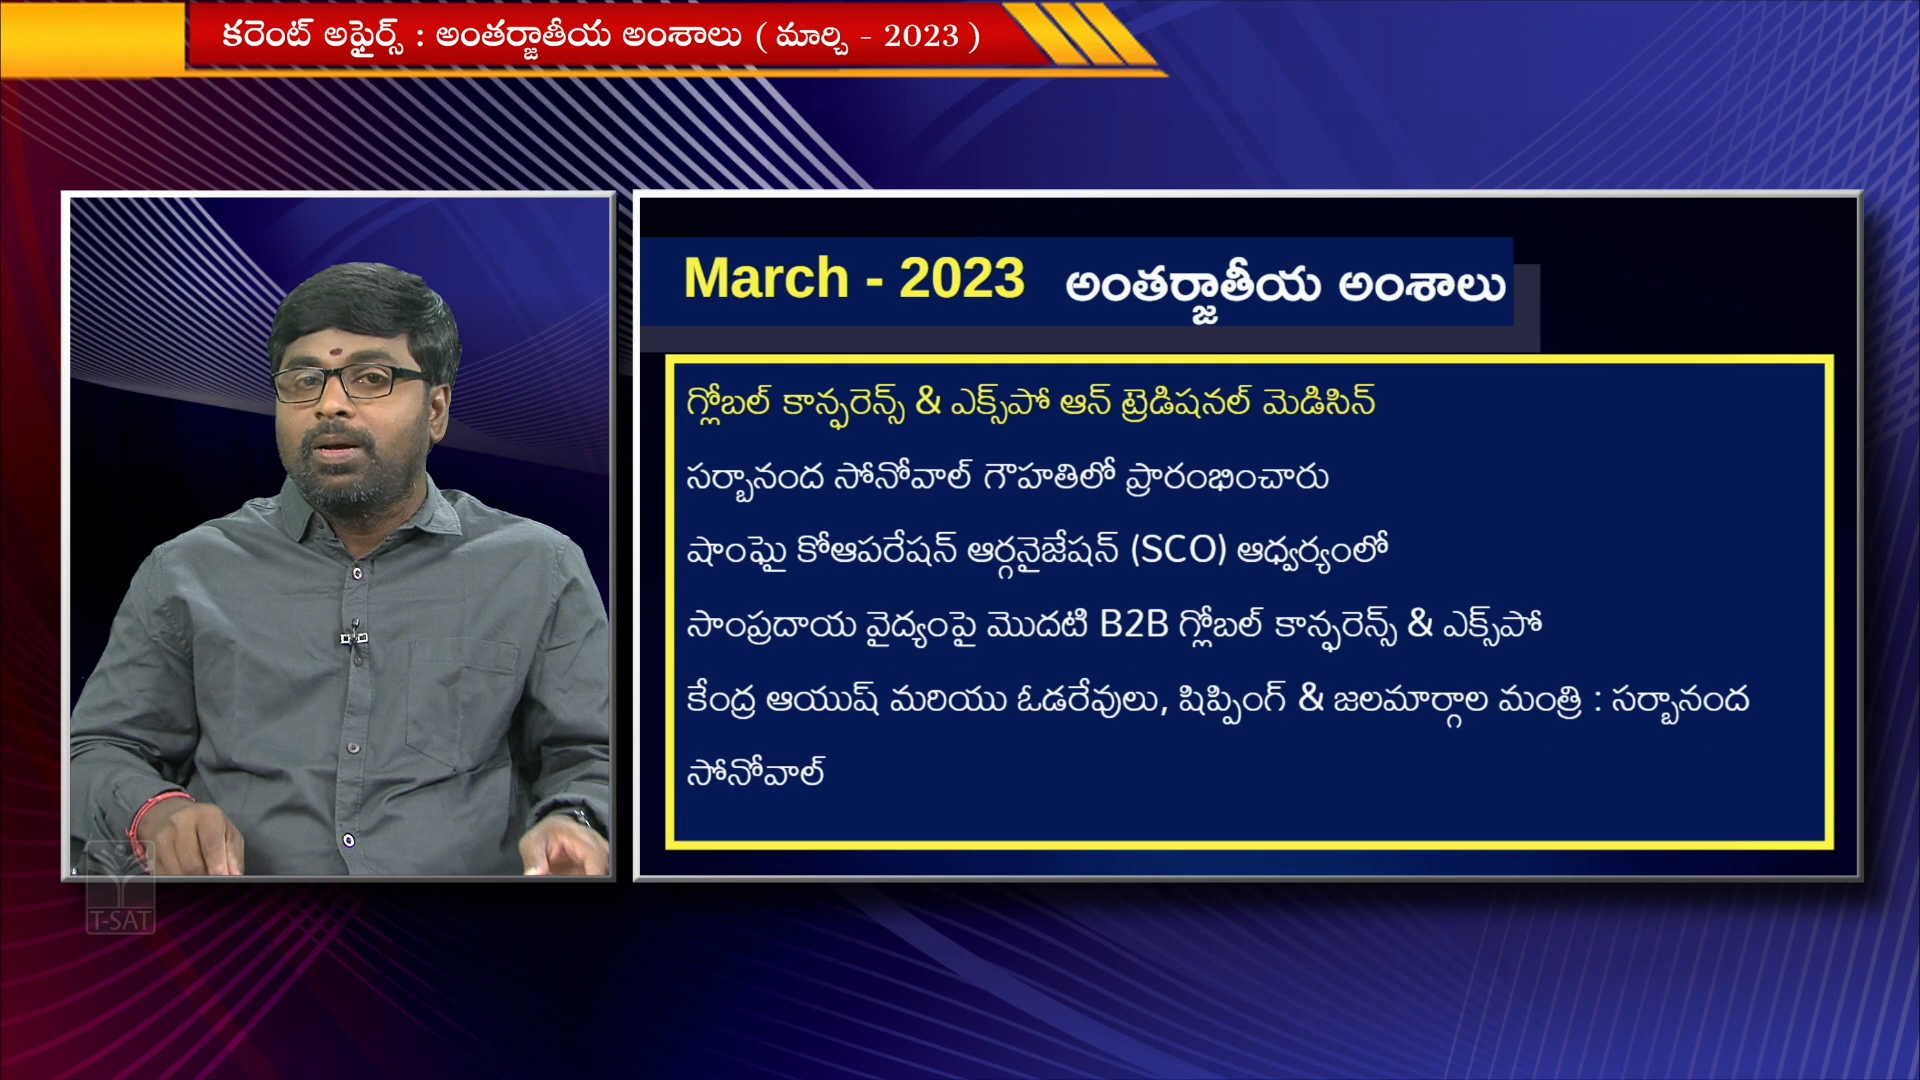 కరెంట్ అఫైర్స్ : అంతర్జాతీయ అంశాలు ( మార్చి - 2023 )
March - 2023 అంతర్జాతీయ అంశాలు
గ్లోబల్ కాన్ఫరెన్స్ & ఎక్స్‌పో ఆన్ ట్రెడిషనల్ మెడిసిన్
సర్బానంద సోనోవాల్ గౌహతిలో ప్రారంభించారు
షాంఘై కోఆపరేషన్ ఆర్గనైజేషన్ (SCO) ఆధ్వర్యంలో
సాంప్రదాయ వైద్యంపై మొదటి B2B గ్లోబల్ కాన్ఫరెన్స్ & ఎక్స్‌పో
కేంద్ర ఆయుష్ మరియు ఓడరేవులు, షిప్పింగ్ & జలమార్గాల మంత్రి : సర్బానంద
సోనోవాల్
T-SAT